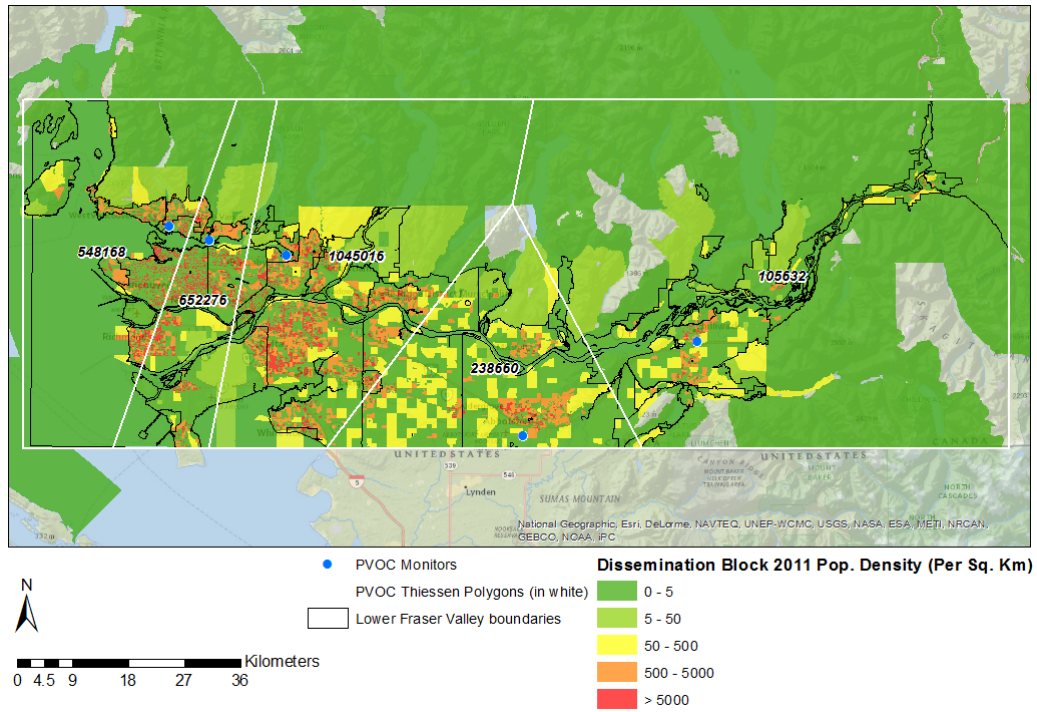 548168
1045016
105632
652276
238660
UNITED STATES
UNITED STATES
CANADA
539
546
5
Lynden
SUMAS MOUNTAIN
NORTH
CASCADES
National Geographic, Esri, DeLorme, NAVTEQ, UNEP-WCMC, USGS, NASA, ESA, METI, NRCAN,
GEBCO, NOAA, iPC
N
PVOC Monitors
PVOC Thiessen Polygons (in white)
Lower Fraser Valley boundaries
Kilometers
0 4.5 9 18 27 36
Dissemination Block 2011 Pop. Density (Per Sq. Km)
0 - 5
5 - 50
50 - 500
500 - 5000
> 5000